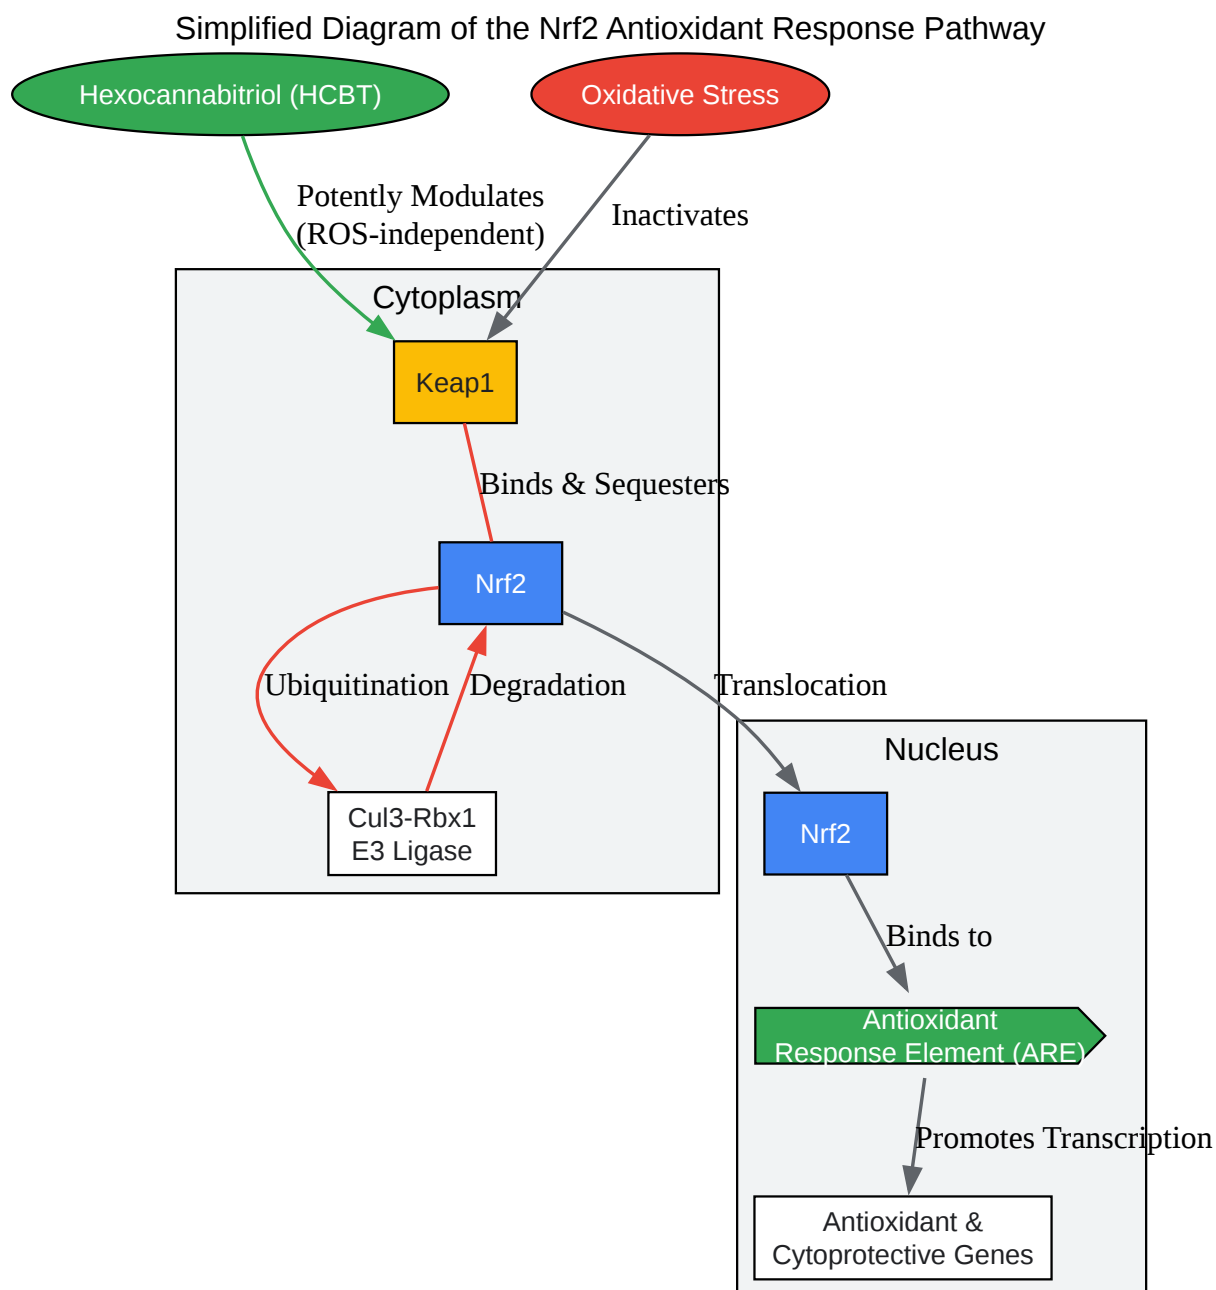 Simplified Diagram of the Nrf2 Antioxidant Response Pathway
Hexocannabitriol (HCBT)
Oxidative Stress
Potently Modulates
(ROS-independent)
Inactivates
Cytoplasm
Keap1
Binds & Sequesters
Nrf2
Ubiquitination
Degradation
Translocation
Cul3-Rbx1
E3 Ligase
Nucleus
Nrf2
Binds to
Antioxidant
Response Element (ARE)
Promotes Transcription
Antioxidant &
Cytoprotective Genes